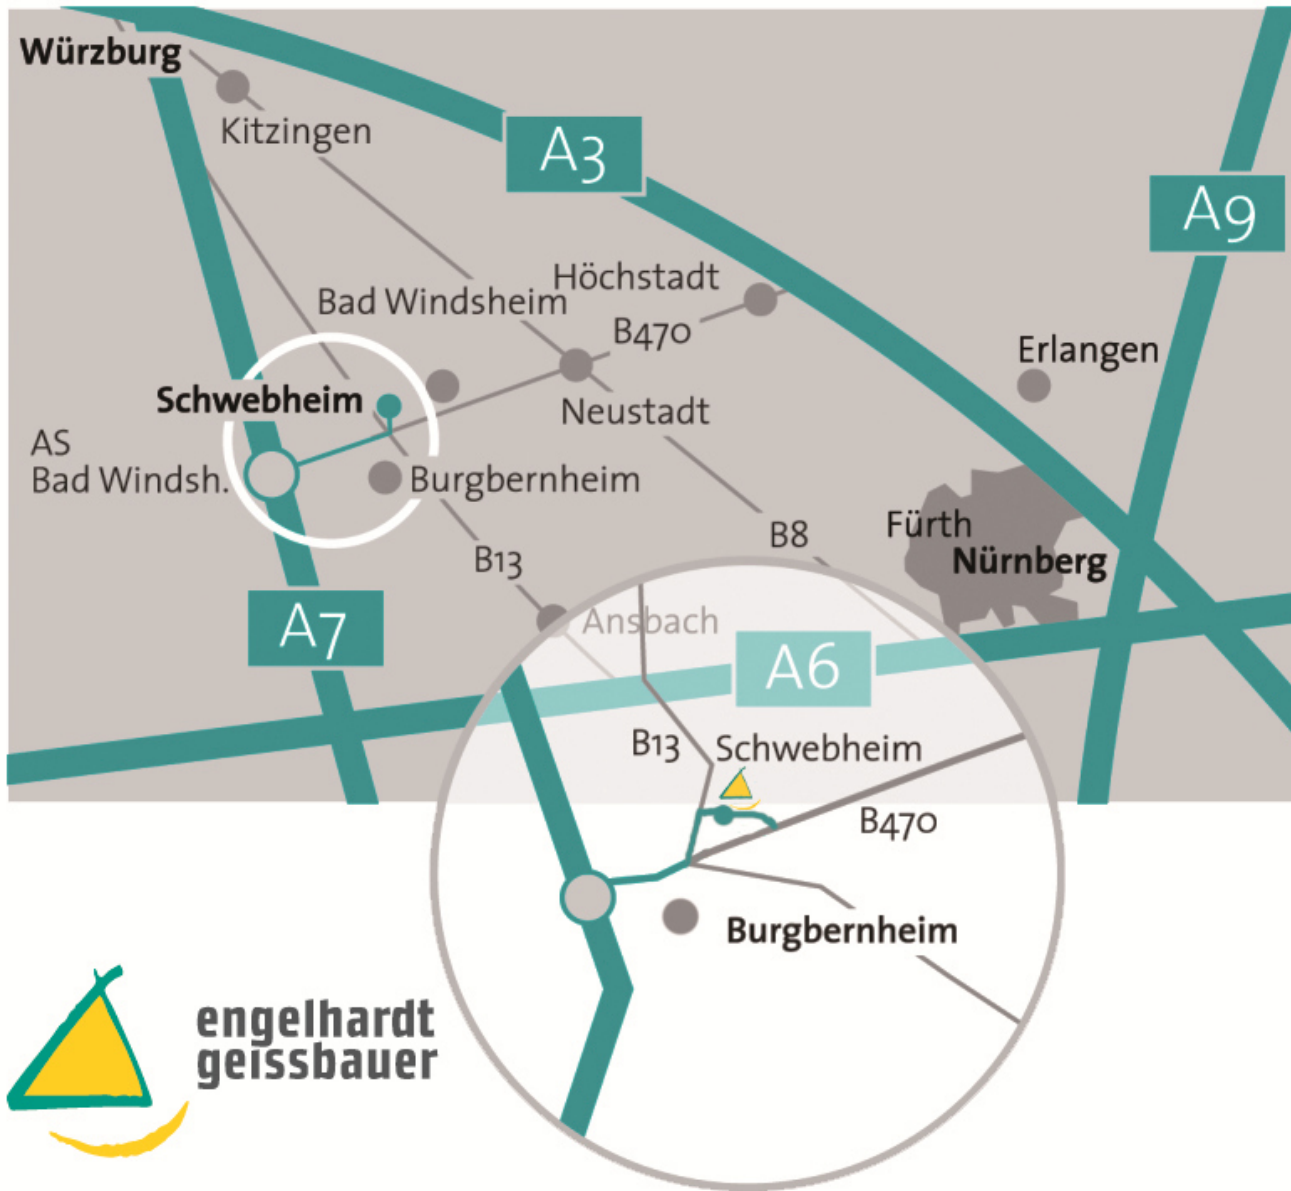 Würzburg
Kitzingen
A3
A9
Höchstadt
Bad Windsheim
B470
Erlangen
Schwebheim
Neustadt
AS
Bad Windsh.
Burgbernheim
Fürth
B8
Nürnberg
B13
Ansbach
A7
A6
B13
Schwebheim
B470
Burgbernheim
engelhardt
geissbauer